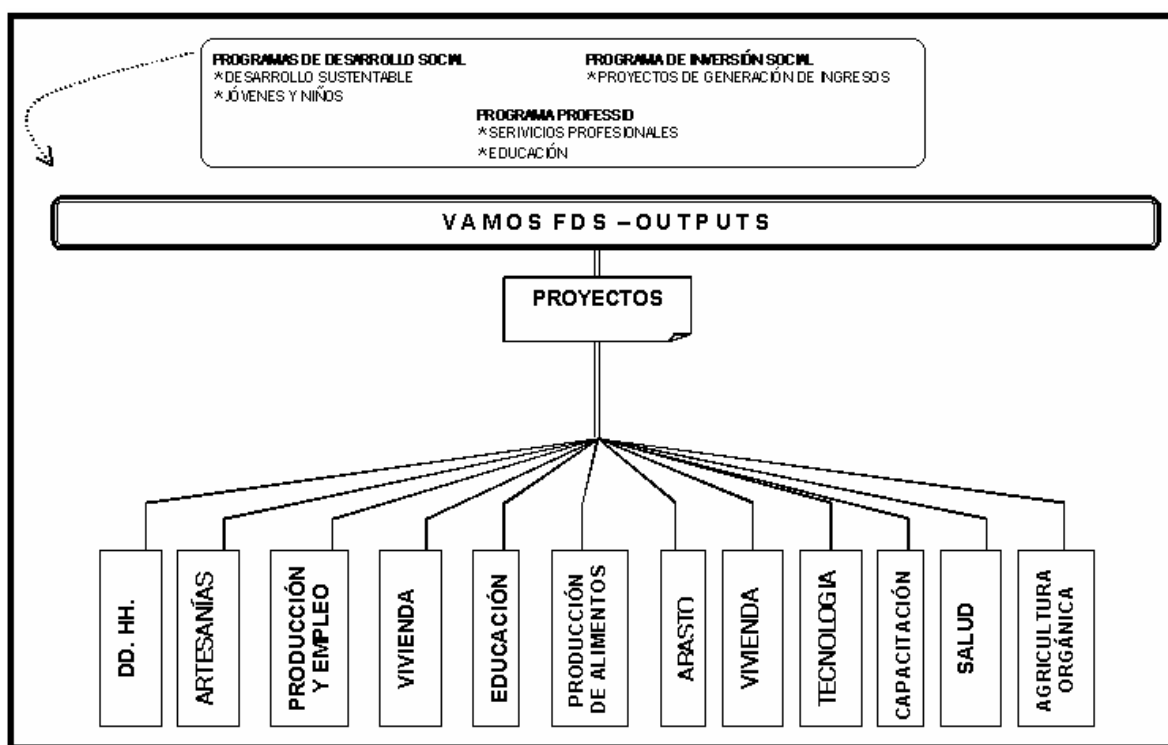 PROGRAMAS DE DESARROLLO SOCIAL
*DESARROLLO SUSTENTABLE
*JÓVENES Y NIÑOS
PROGRAMA DE INVERSIÓN SOCIAL
*PROYECTOS DE GENERACIÓN DE INGRESOS
PROGRAMA PROFESSID
*SERIVICIOS PROFESIONALES
*EDUCACIÓN
VAMOS FDS – OUTPUTS
PROYECTOS
DD. HH.
ARTESANÍAS
PRODUCCIÓN
Y EMPLEO
VIVIENDA
EDUCACIÓN
PRODUCCIÓN
DE ALIMENTOS
ABASTO
VIVIENDA
TECNOLOGIA
CAPACITACIÓN
SALUD
AGRICULTURA
ORGÁNICA